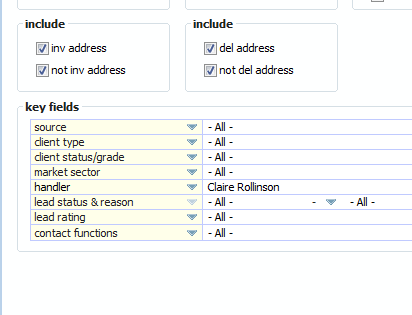 include include
inv address del address
not inv address not del address
key fields
source - All -
client type - All -
client status/grade - All -
market sector - All -
handler Claire Rollinson
lead status & reason - All - - - All -
lead rating - All -
contact functions - All -